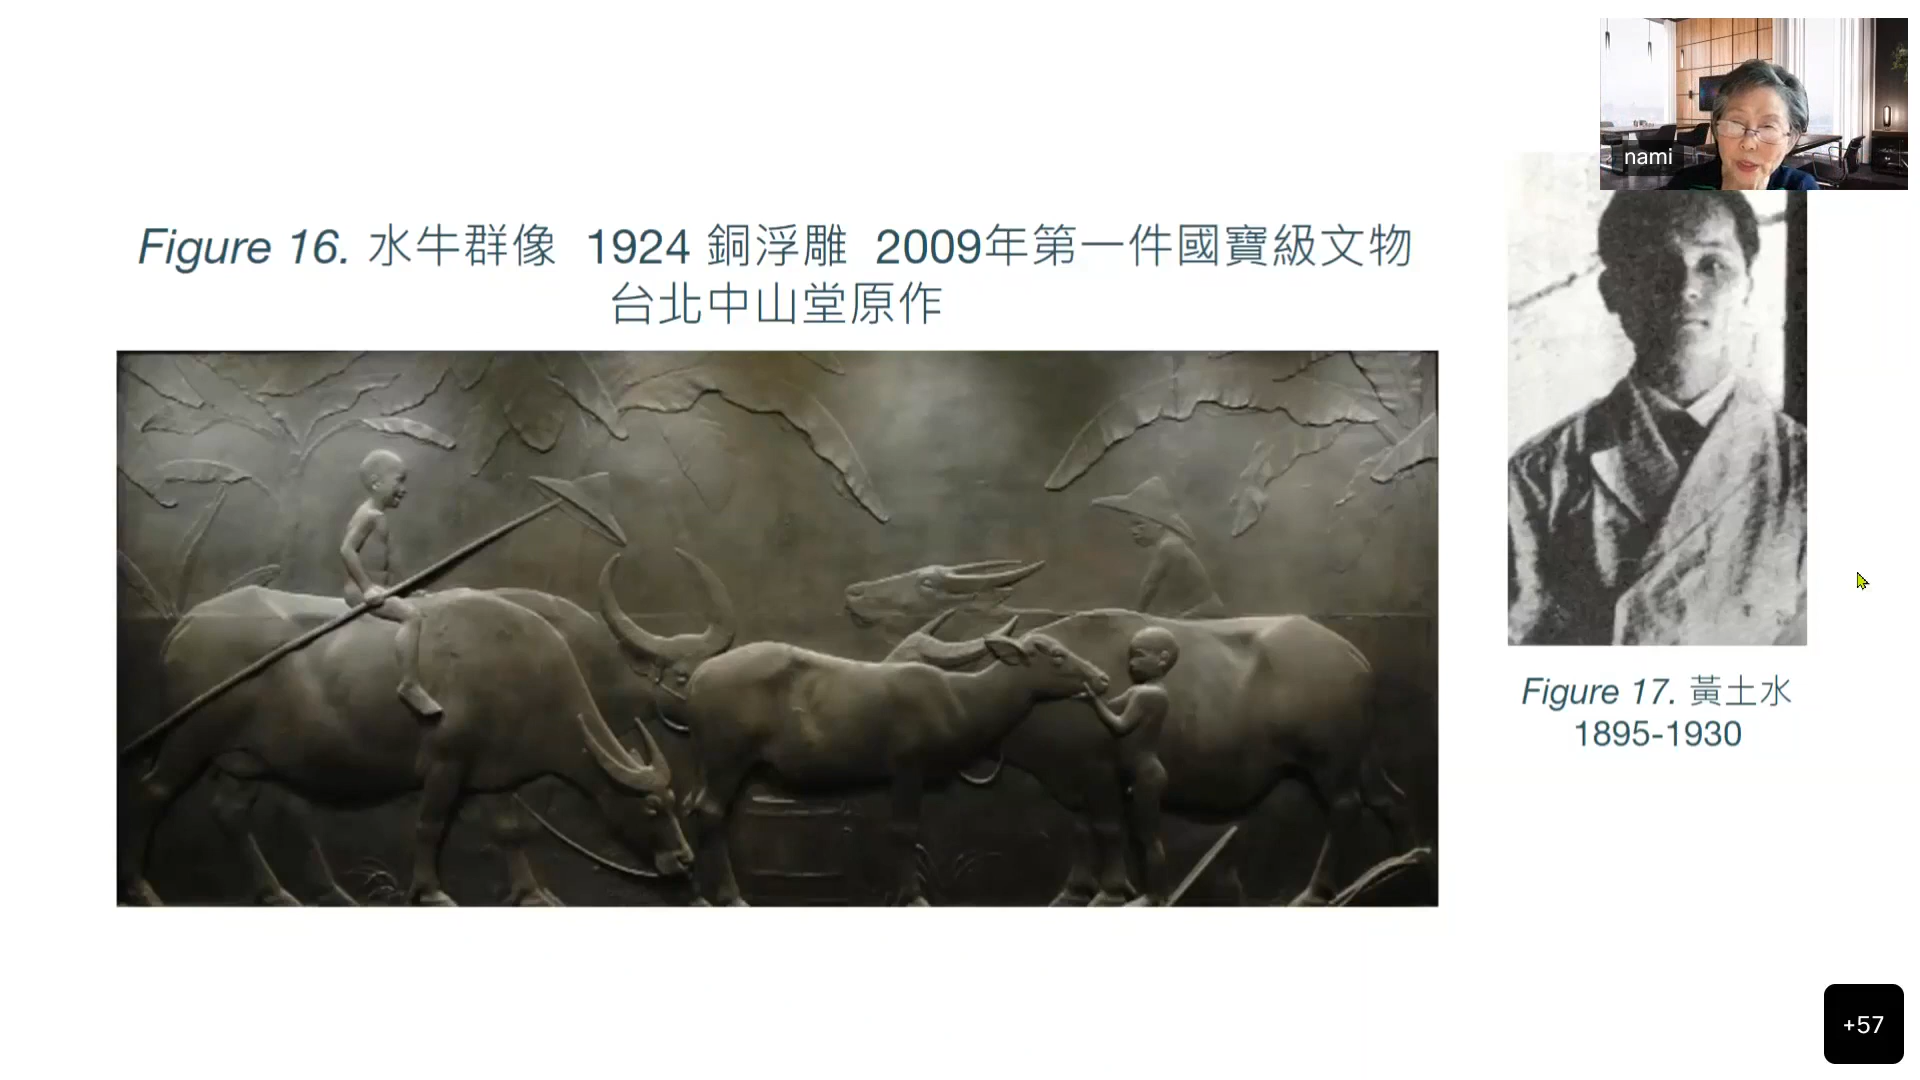 nami
Figure 16. 水牛群像 1924 銅浮雕 2009年第一件國寶級文物
台北中山堂原作
Figure 17. 黃土水
1895-1930
+57